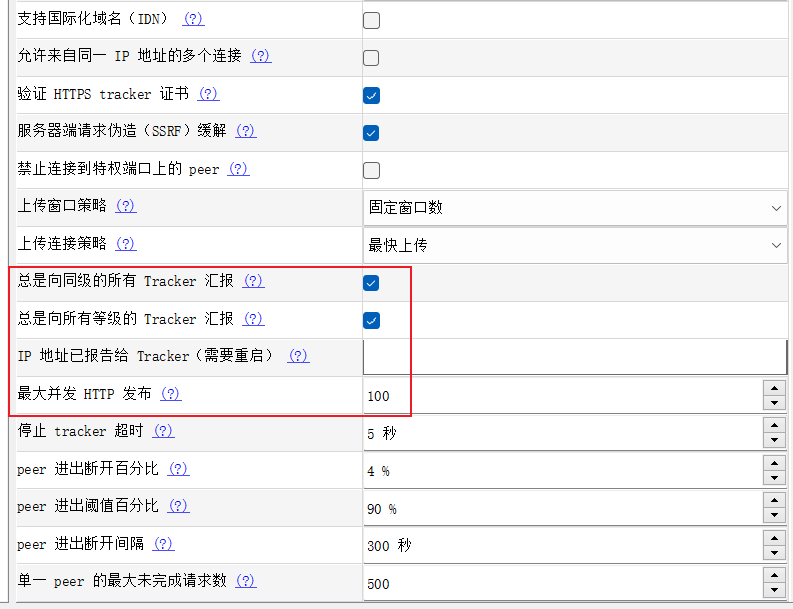 支持国际化域名（IDN） (?)
允许来自同一 IP 地址的多个连接 (?)
验证 HTTPS tracker 证书 (?)
服务器端请求伪造（SSRF）缓解 (?)
禁止连接到特权端口上的 peer (?)
上传窗口策略 (?) 固定窗口数
上传连接策略 (?) 最快上传
总是向同级的所有 Tracker 汇报 (?)
总是向所有等级的 Tracker 汇报 (?)
IP 地址已报告给 Tracker（需要重启） (?)
最大并发 HTTP 发布 (?) 100
停止 tracker 超时 (?) 5 秒
peer 进出断开百分比 (?) 4 %
peer 进出阈值百分比 (?) 90 %
peer 进出断开间隔 (?) 300 秒
单一 peer 的最大未完成请求数 (?) 500